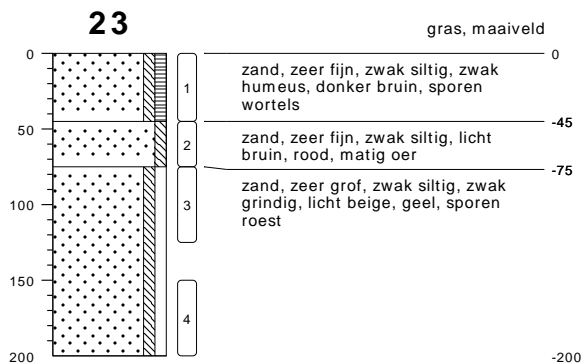 23
gras, maaiveld
0
0
zand, zeer fijn, zwak siltig, zwak
humeus, donker bruin, sporen
wortels
1
-45
50
zand, zeer fijn, zwak siltig, licht
bruin, rood, matig oer
2
-75
zand, zeer grof, zwak siltig, zwak
grindig, licht beige, geel, sporen
roest
100
3
150
4
200
-200